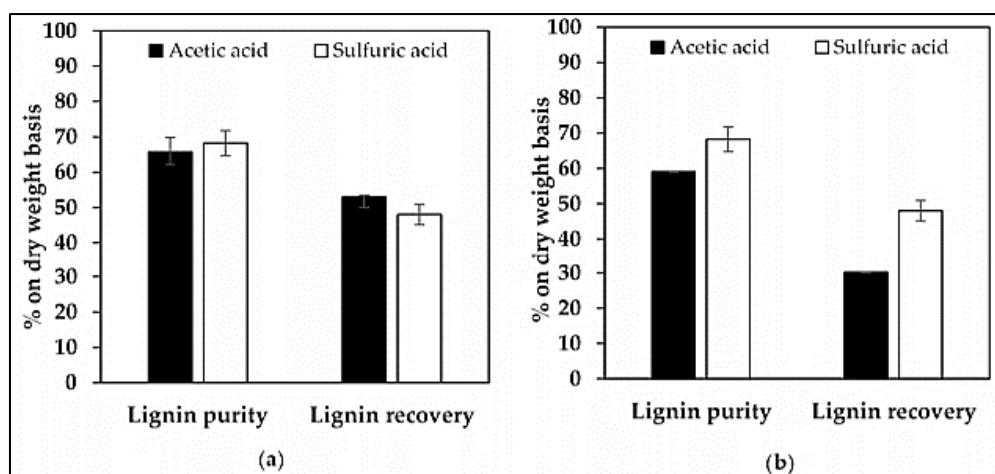 100
90
80
70
60
50
40
30
20
10
0
% on dry weight basis
Acetic acid Sulfuric acid
Lignin purity Lignin recovery
(a)
100
90
80
70
60
50
40
30
20
10
0
% on dry weight basis
Acetic acid Sulfuric acid
Lignin purity Lignin recovery
(b)